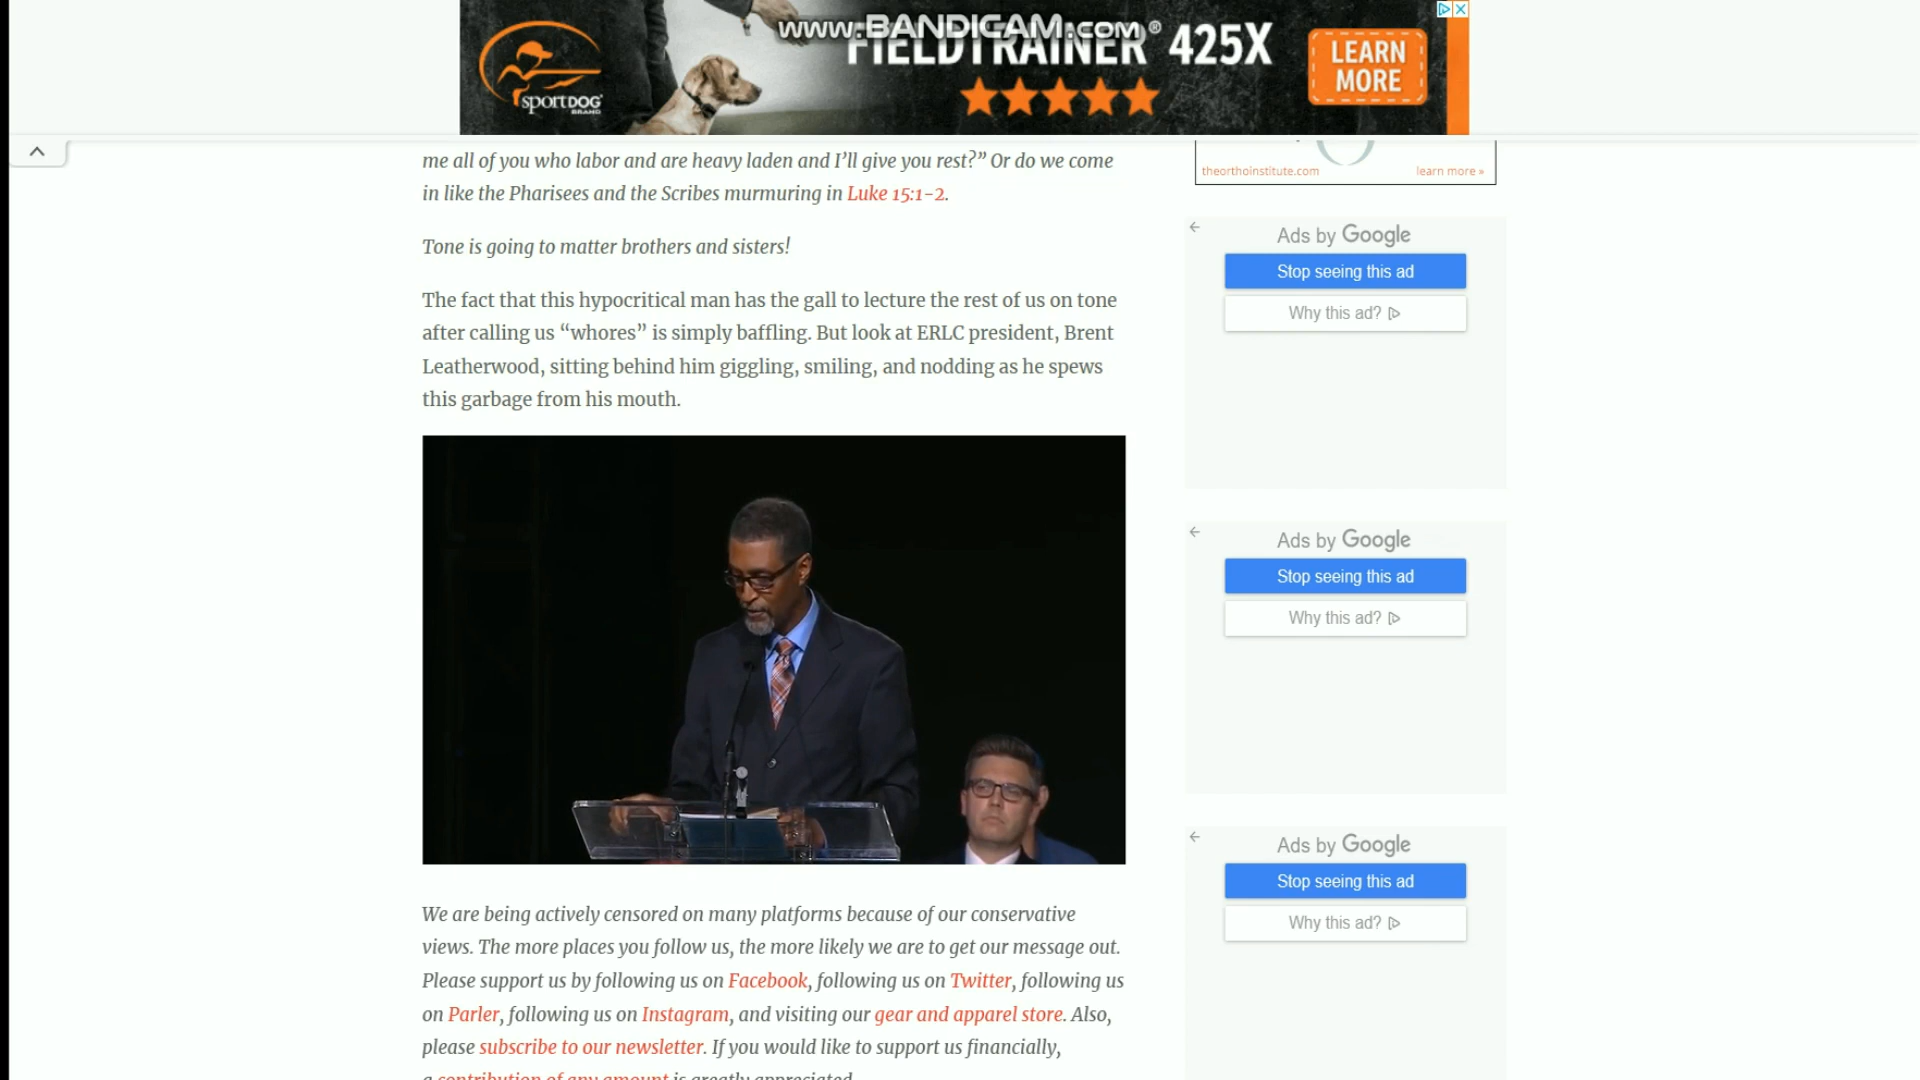 www.BANDICAM.com
FIELDTRAINER® 425X
LEARN
MORE
sportDOG
BRAND
me all of you who labor and are heavy laden and I’ll give you rest?” Or do we come
in like the Pharisees and the Scribes murmuring in Luke 15:1-2.
theorthoinstitute.com
learn more »
Tone is going to matter brothers and sisters!
The fact that this hypocritical man has the gall to lecture the rest of us on tone
after calling us “whores” is simply baffling. But look at ERLC president, Brent
Leatherwood, sitting behind him giggling, smiling, and nodding as he spews
this garbage from his mouth.
We are being actively censored on many platforms because of our conservative
views. The more places you follow us, the more likely we are to get our message out.
Please support us by following us on Facebook, following us on Twitter, following us
on Parler, following us on Instagram, and visiting our gear and apparel store. Also,
please subscribe to our newsletter. If you would like to support us financially,
a contribution of any amount is greatly appreciated
Ads by Google
Stop seeing this ad
Why this ad?
Ads by Google
Stop seeing this ad
Why this ad?
Ads by Google
Stop seeing this ad
Why this ad?